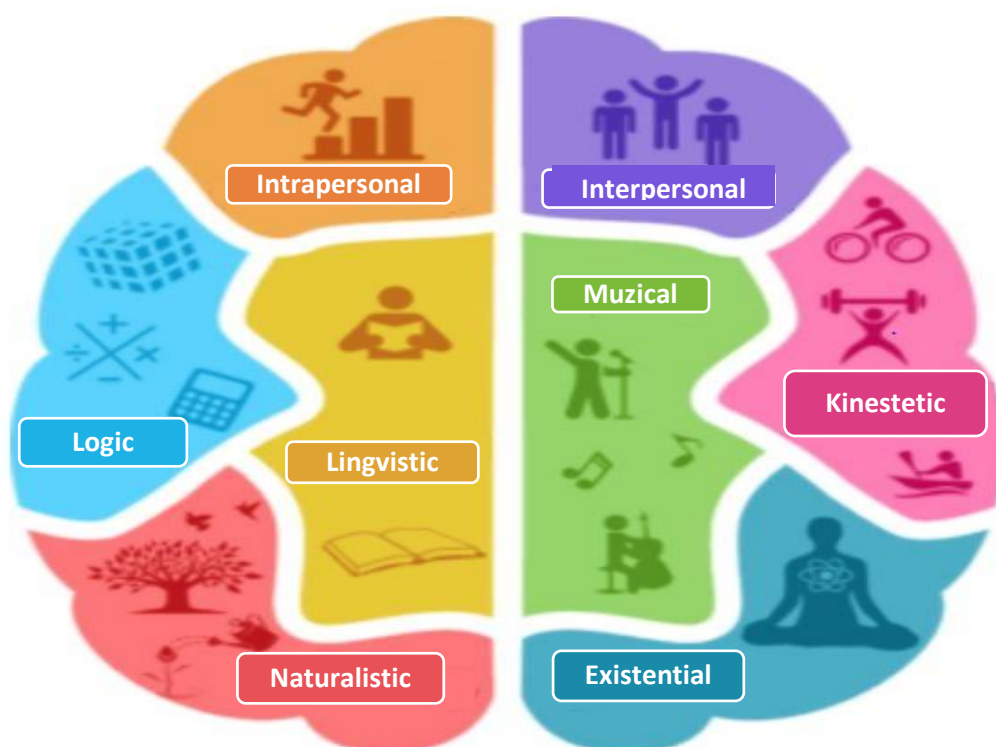 Intrapersonal
Interpersonal
Muzical
Kinestetic
Logic
Lingvistic
Naturalistic
Existential